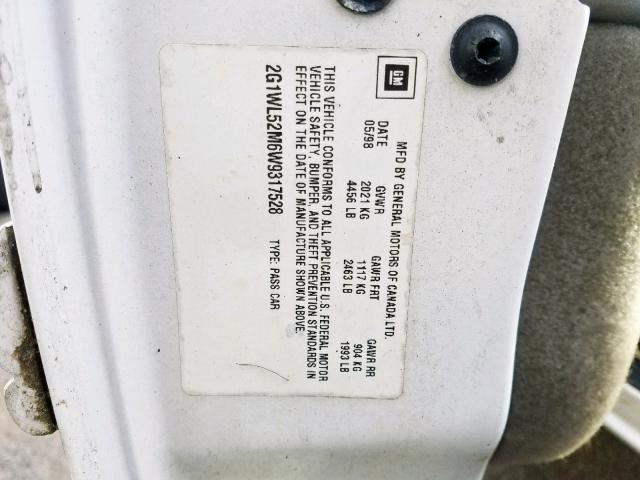 GM
MFD BY GENERAL MOTORS OF CANADA LTD.
DATE GVWR GAWR FRT GAWR RR
05/98 2021 KG 1117 KG 904 KG
4456 LB 2463 LB 1993 LB
THIS VEHICLE CONFORMS TO ALL APPLICABLE U.S. FEDERAL MOTOR
VEHICLE SAFETY, BUMPER, AND THEFT PREVENTION STANDARDS IN
EFFECT ON THE DATE OF MANUFACTURE SHOWN ABOVE.
2G1WL52M6W9317528 TYPE: PASS CAR